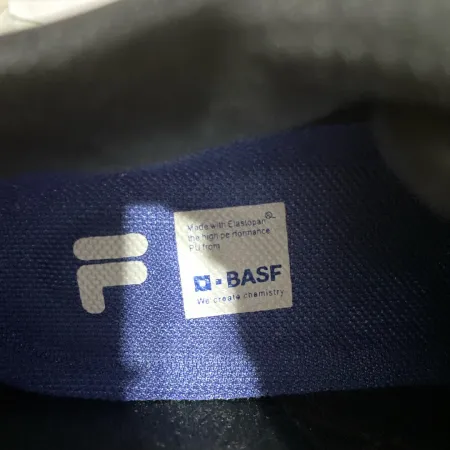 Made with Elastopan®
the high performance
PU from
BASF
We create chemistry